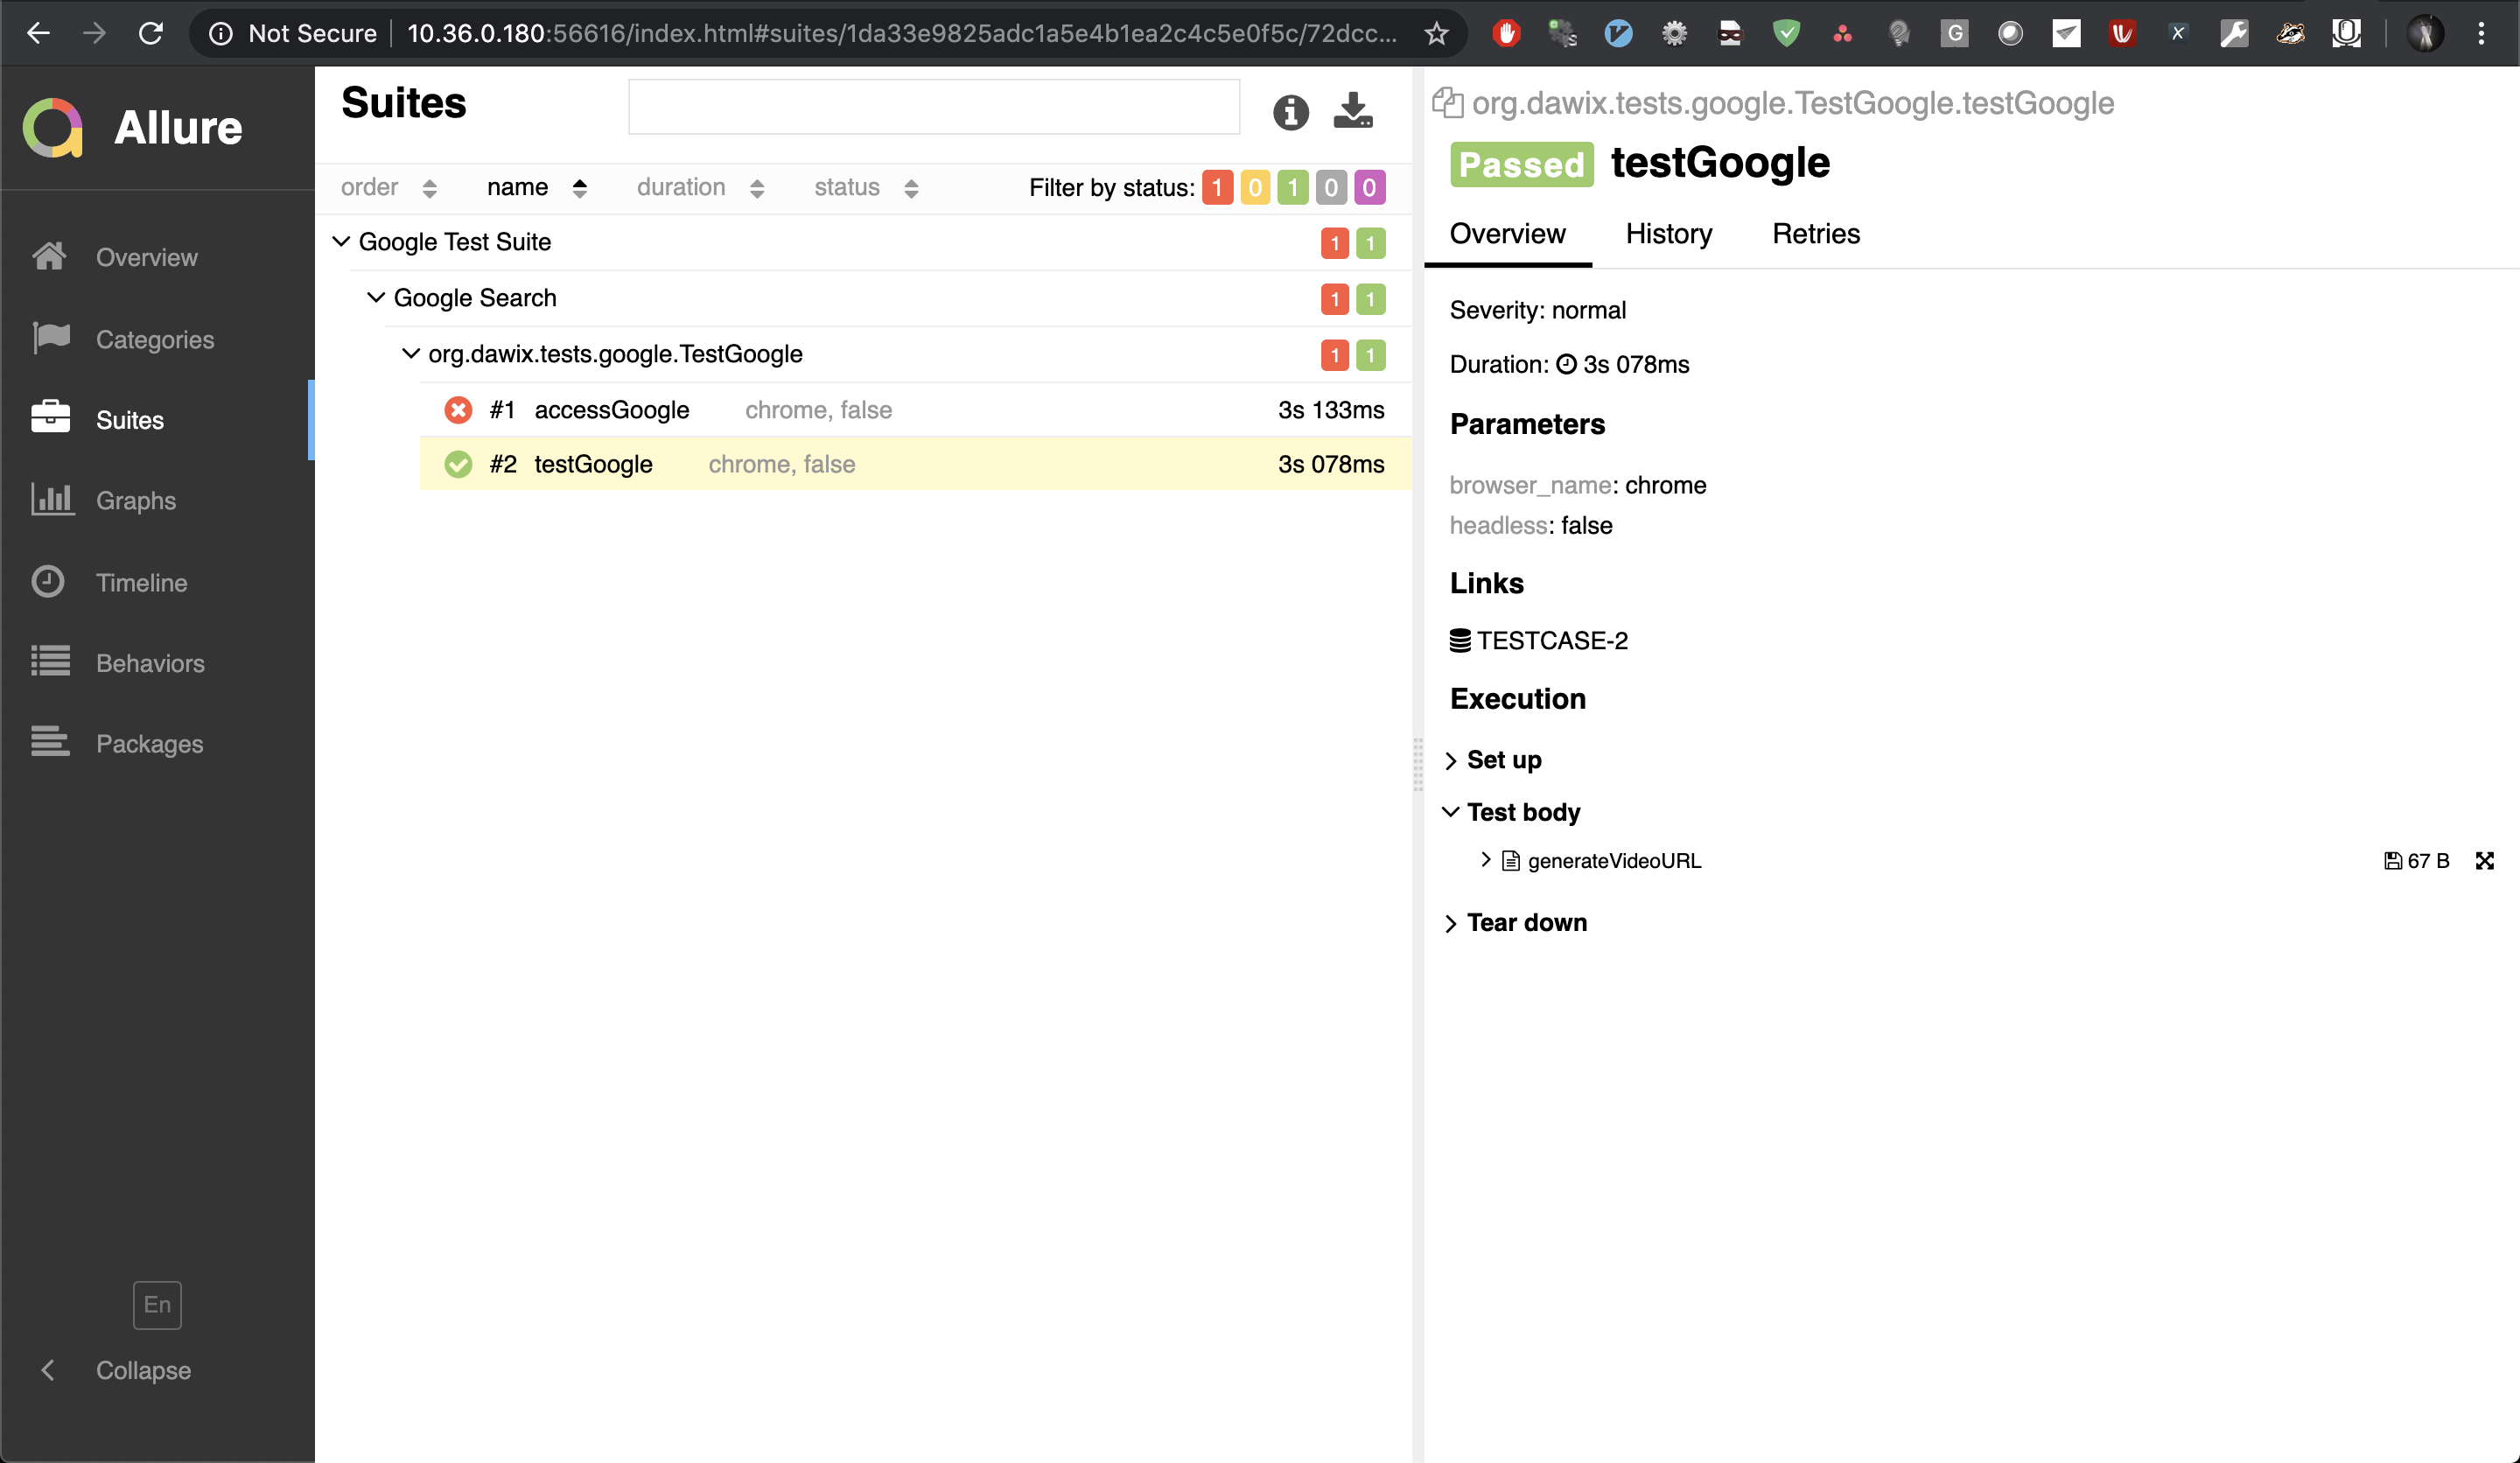 Not Secure 10.36.0.180:56616/index.html#suites/1da33e9825adc1a5e4b1ea2c4c5e0f5c/72dcc...
Allure
Overview
Categories
Suites
Graphs
Timeline
Behaviors
Packages
En
Collapse
Suites
order name duration status Filter by status: 1 0 1 0 0
Google Test Suite 1 1
Google Search 1 1
org.dawix.tests.google.TestGoogle 1 1
#1 accessGoogle chrome, false 3s 133ms
#2 testGoogle chrome, false 3s 078ms
org.dawix.tests.google.TestGoogle.testGoogle
Passed testGoogle
Overview History Retries
Severity: normal
Duration: 3s 078ms
Parameters
browser_name: chrome
headless: false
Links
TESTCASE-2
Execution
Set up
Test body
generateVideoURL 67 B
Tear down